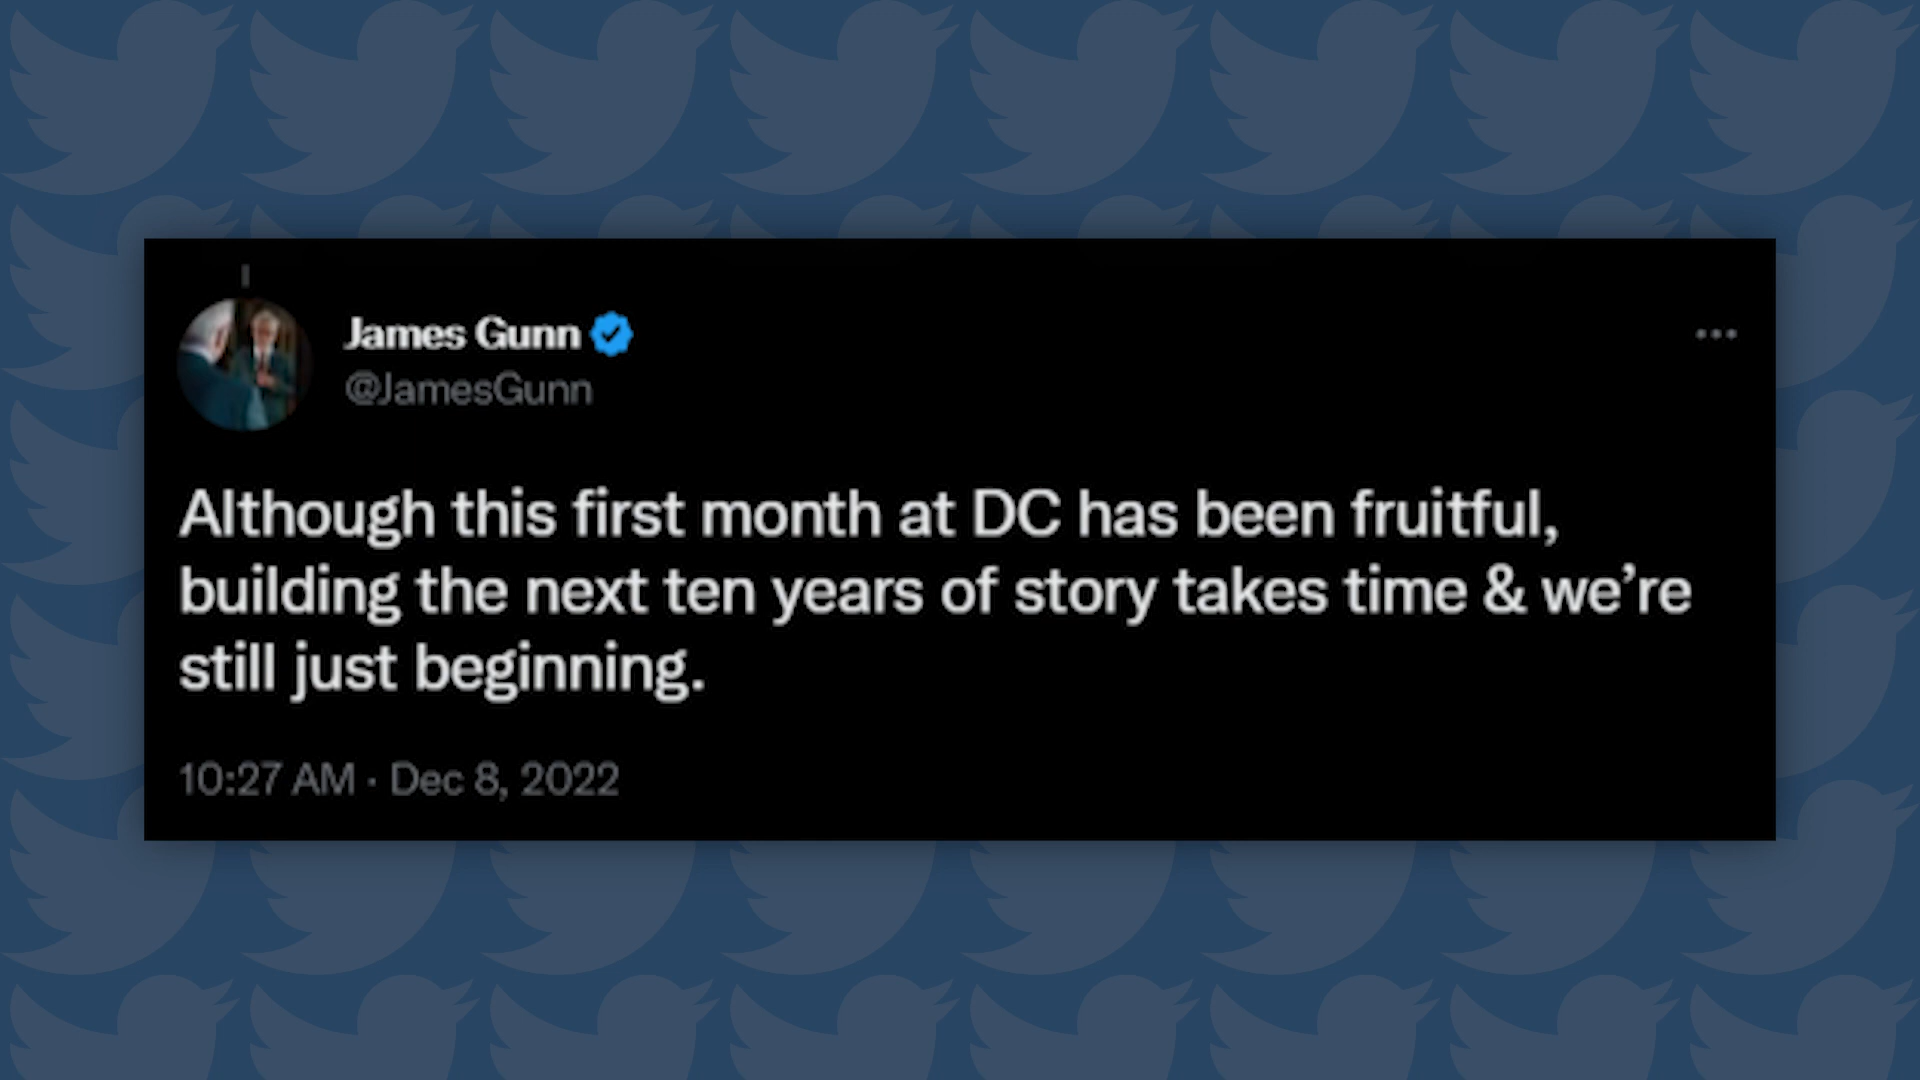 James Gunn
@JamesGunn
Although this first month at DC has been fruitful,
building the next ten years of story takes time & we’re
still just beginning.
10:27 AM · Dec 8, 2022